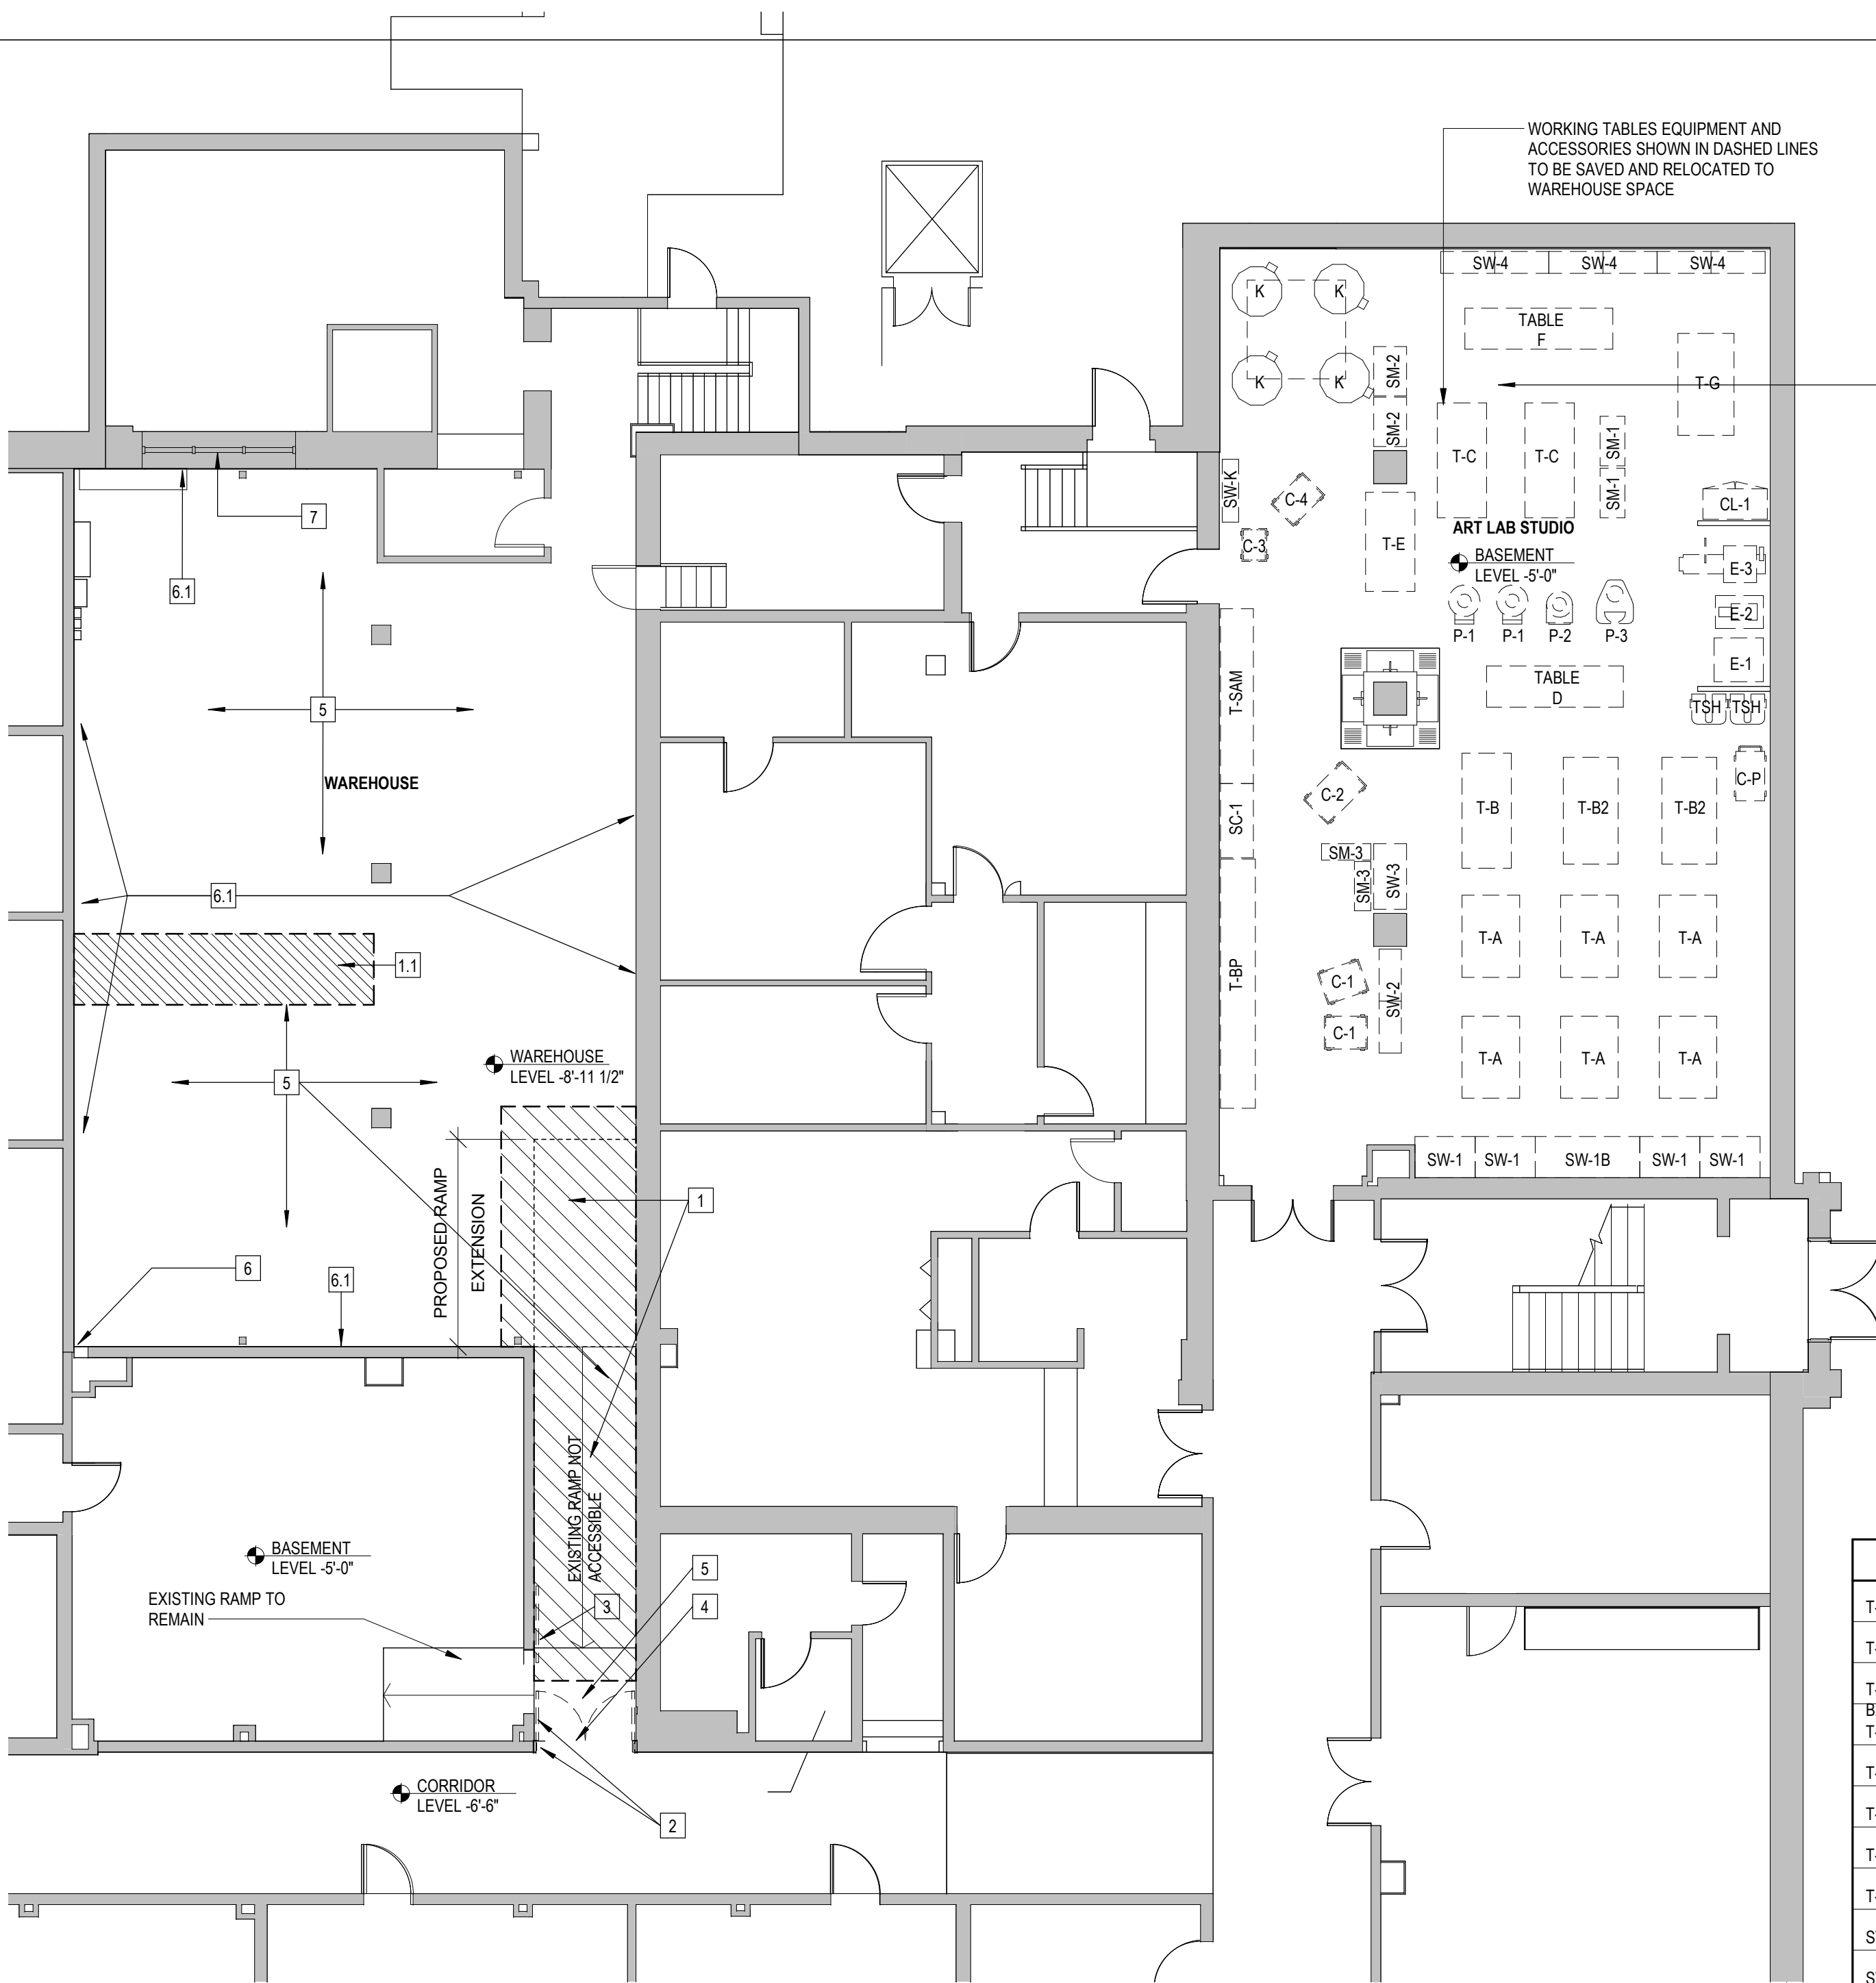 WORKING TABLES EQUIPMENT AND
ACCESSORIES SHOWN IN DASHED LINES
TO BE SAVED AND RELOCATED TO
WAREHOUSE SPACE
SW-4 SW-4 SW-4
K K
TABLE
F
K K
SM-2
T-G
SM-2
T-C T-C SM-1
SM-1
SW-K C-4
CL-1
7
ART LAB STUDIO
T-E
C-3
BASEMENT
LEVEL -5'-0"
E-3
6.1
E-2
P-1 P-1 P-2 P-3
E-1
TABLE
D
T-SAM
TSH TSH
5
WAREHOUSE
C-P
C-2
T-B T-B2 T-B2
SC-1
SM-3
SM-3
SW-3
6.1
T-A T-A T-A
1.1
T-BP
C-1
SW-2
C-1
WAREHOUSE
LEVEL -8'-11 1/2"
T-A T-A T-A
5
SW-1 SW-1 SW-1B SW-1 SW-1
1
PROPOSED RAMP
EXTENSION
6
6.1
EXISTING RAMP NOT
ACCESSIBLE
BASEMENT
LEVEL -5'-0"
5
EXISTING RAMP TO
REMAIN
3
4
CORRIDOR
LEVEL -6'-6"
2